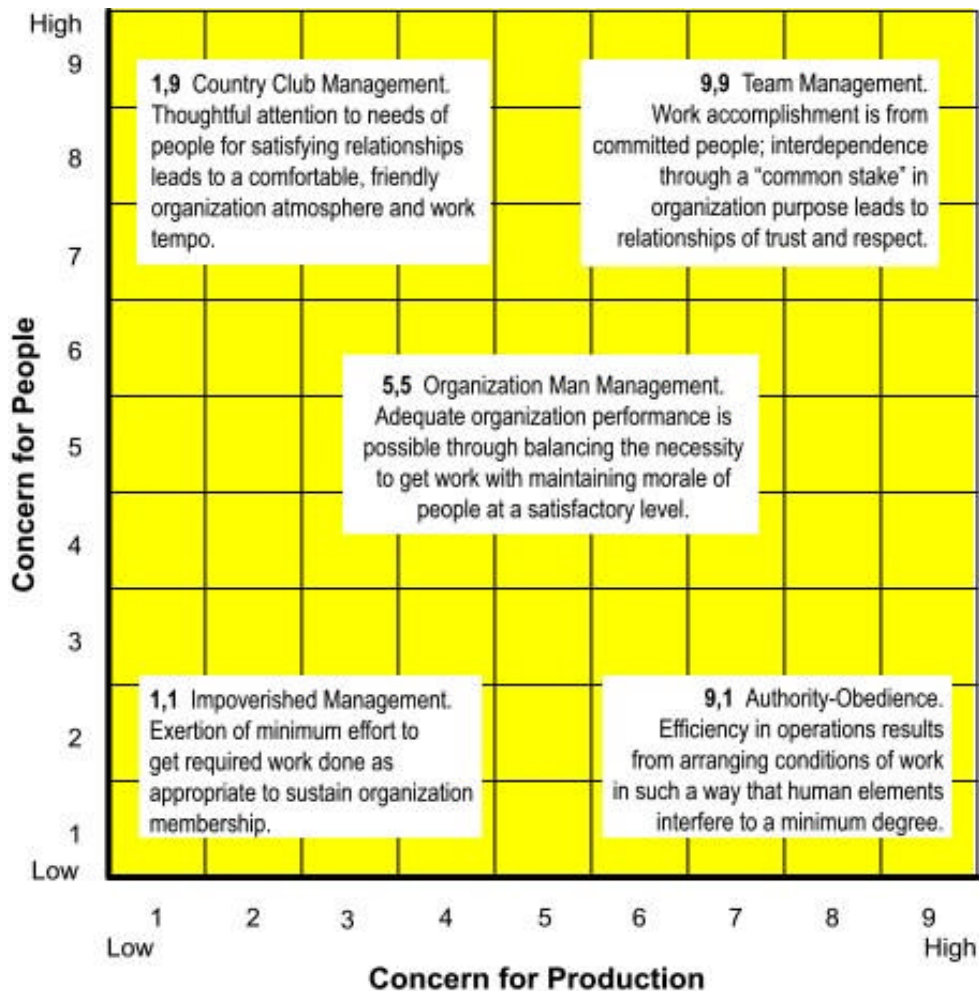 High
9
1,9 Country Club Management.
Thoughtful attention to needs of
people for satisfying relationships
leads to a comfortable, friendly
organization atmosphere and work
tempo.
9,9 Team Management.
Work accomplishment is from
committed people; interdependence
through a “common stake” in
organization purpose leads to
relationships of trust and respect.
8
7
6
5,5 Organization Man Management.
Adequate organization performance is
possible through balancing the necessity
to get work with maintaining morale of
people at a satisfactory level.
5
4
3
1,1 Impoverished Management.
Exertion of minimum effort to
get required work done as
appropriate to sustain organization
membership.
9,1 Authority-Obedience.
Efficiency in operations results
from arranging conditions of work
in such a way that human elements
interfere to a minimum degree.
2
1
Low
Concern for People
1 2 3 4 5 6 7 8 9
Low High
Concern for Production